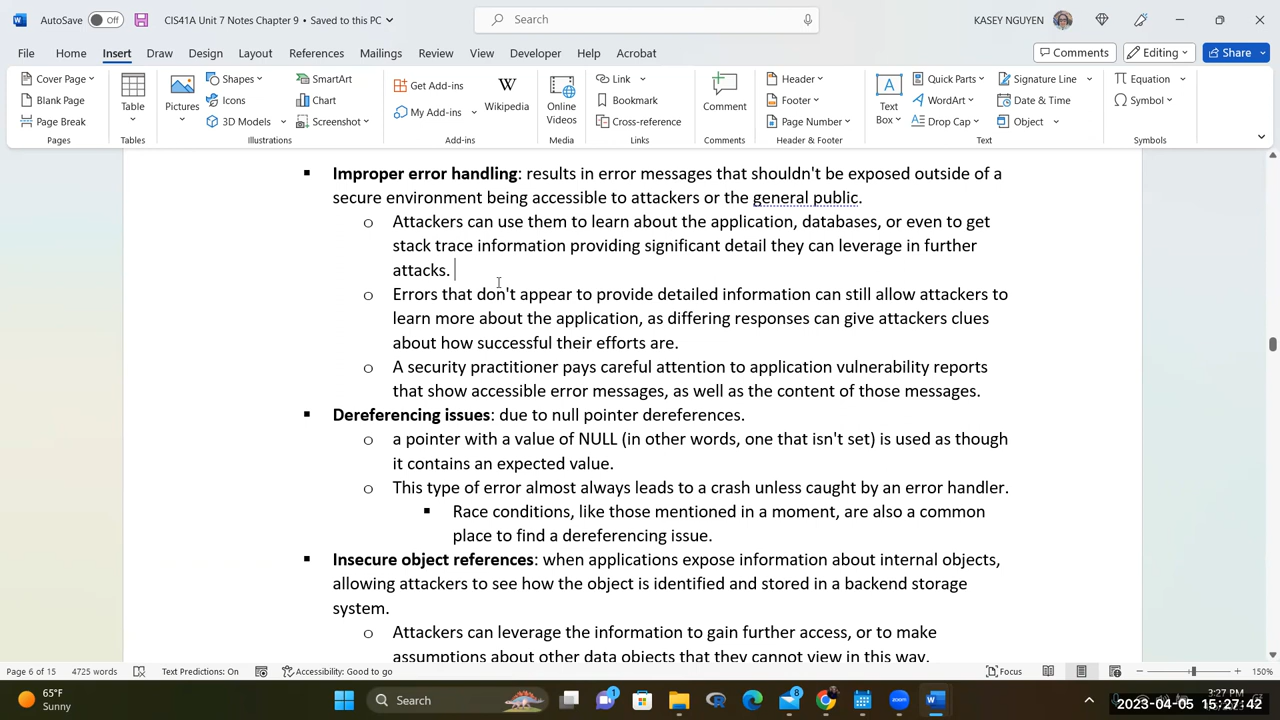 AutoSave Off CIS41A Unit 7 Notes Chapter 9 • Saved to this PC Search KASEY NGUYEN
File Home Insert Draw Design Layout References Mailings Review View Developer Help Acrobat Comments Editing Share
Cover Page
Blank Page
Page Break
Pages
Table
Tables
Pictures
Shapes
Icons
3D Models
SmartArt
Chart
Screenshot
Illustrations
Get Add-ins
My Add-ins
W
Wikipedia
Add-ins
Online
Videos
Media
Link
Bookmark
Cross-reference
Links
Comment
Comments
Header
Footer
Page Number
Header & Footer
A
Text
Box
Quick Parts
WordArt
Drop Cap
Signature Line
Date & Time
Object
Text
Equation
Symbol
Symbols
▪ Improper error handling: results in error messages that shouldn't be exposed outside of a
secure environment being accessible to attackers or the general public.
o Attackers can use them to learn about the application, databases, or even to get
stack trace information providing significant detail they can leverage in further
attacks.
o Errors that don't appear to provide detailed information can still allow attackers to
learn more about the application, as differing responses can give attackers clues
about how successful their efforts are.
o A security practitioner pays careful attention to application vulnerability reports
that show accessible error messages, as well as the content of those messages.
▪ Dereferencing issues: due to null pointer dereferences.
o a pointer with a value of NULL (in other words, one that isn't set) is used as though
it contains an expected value.
o This type of error almost always leads to a crash unless caught by an error handler.
▪ Race conditions, like those mentioned in a moment, are also a common
place to find a dereferencing issue.
▪ Insecure object references: when applications expose information about internal objects,
allowing attackers to see how the object is identified and stored in a backend storage
system.
o Attackers can leverage the information to gain further access, or to make
assumptions about other data objects that they cannot view in this way.
Page 6 of 15 4725 words Text Predictions: On Accessibility: Good to go Focus 150%
65°F
Sunny
Search
1
8
zoom
3:27 PM
2023-04-05 15:27:42